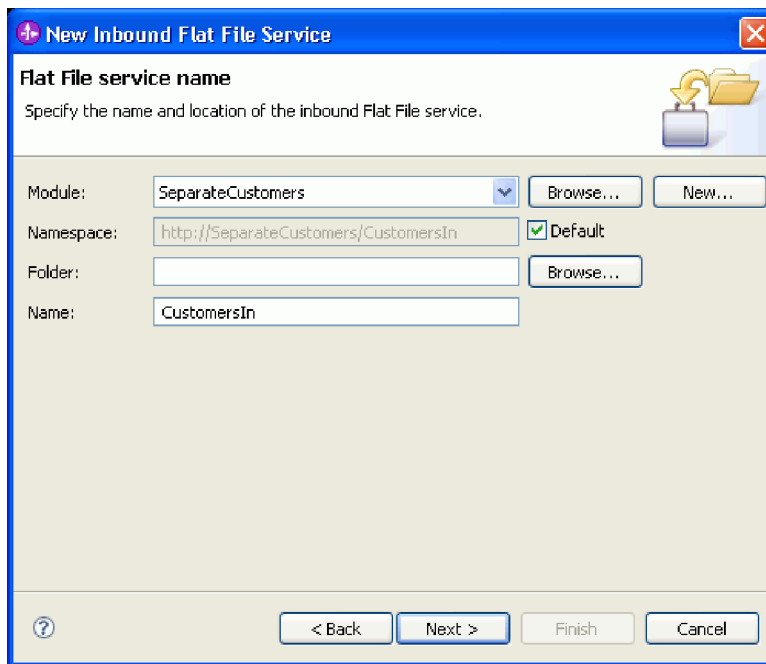 New Inbound Flat File Service
Flat File service name
Specify the name and location of the inbound Flat File service.
Module: SeparateCustomers Browse... New...
Namespace: http://SeparateCustomers/CustomersIn Default
Folder: Browse...
Name: CustomersIn
? < Back Next > Finish Cancel